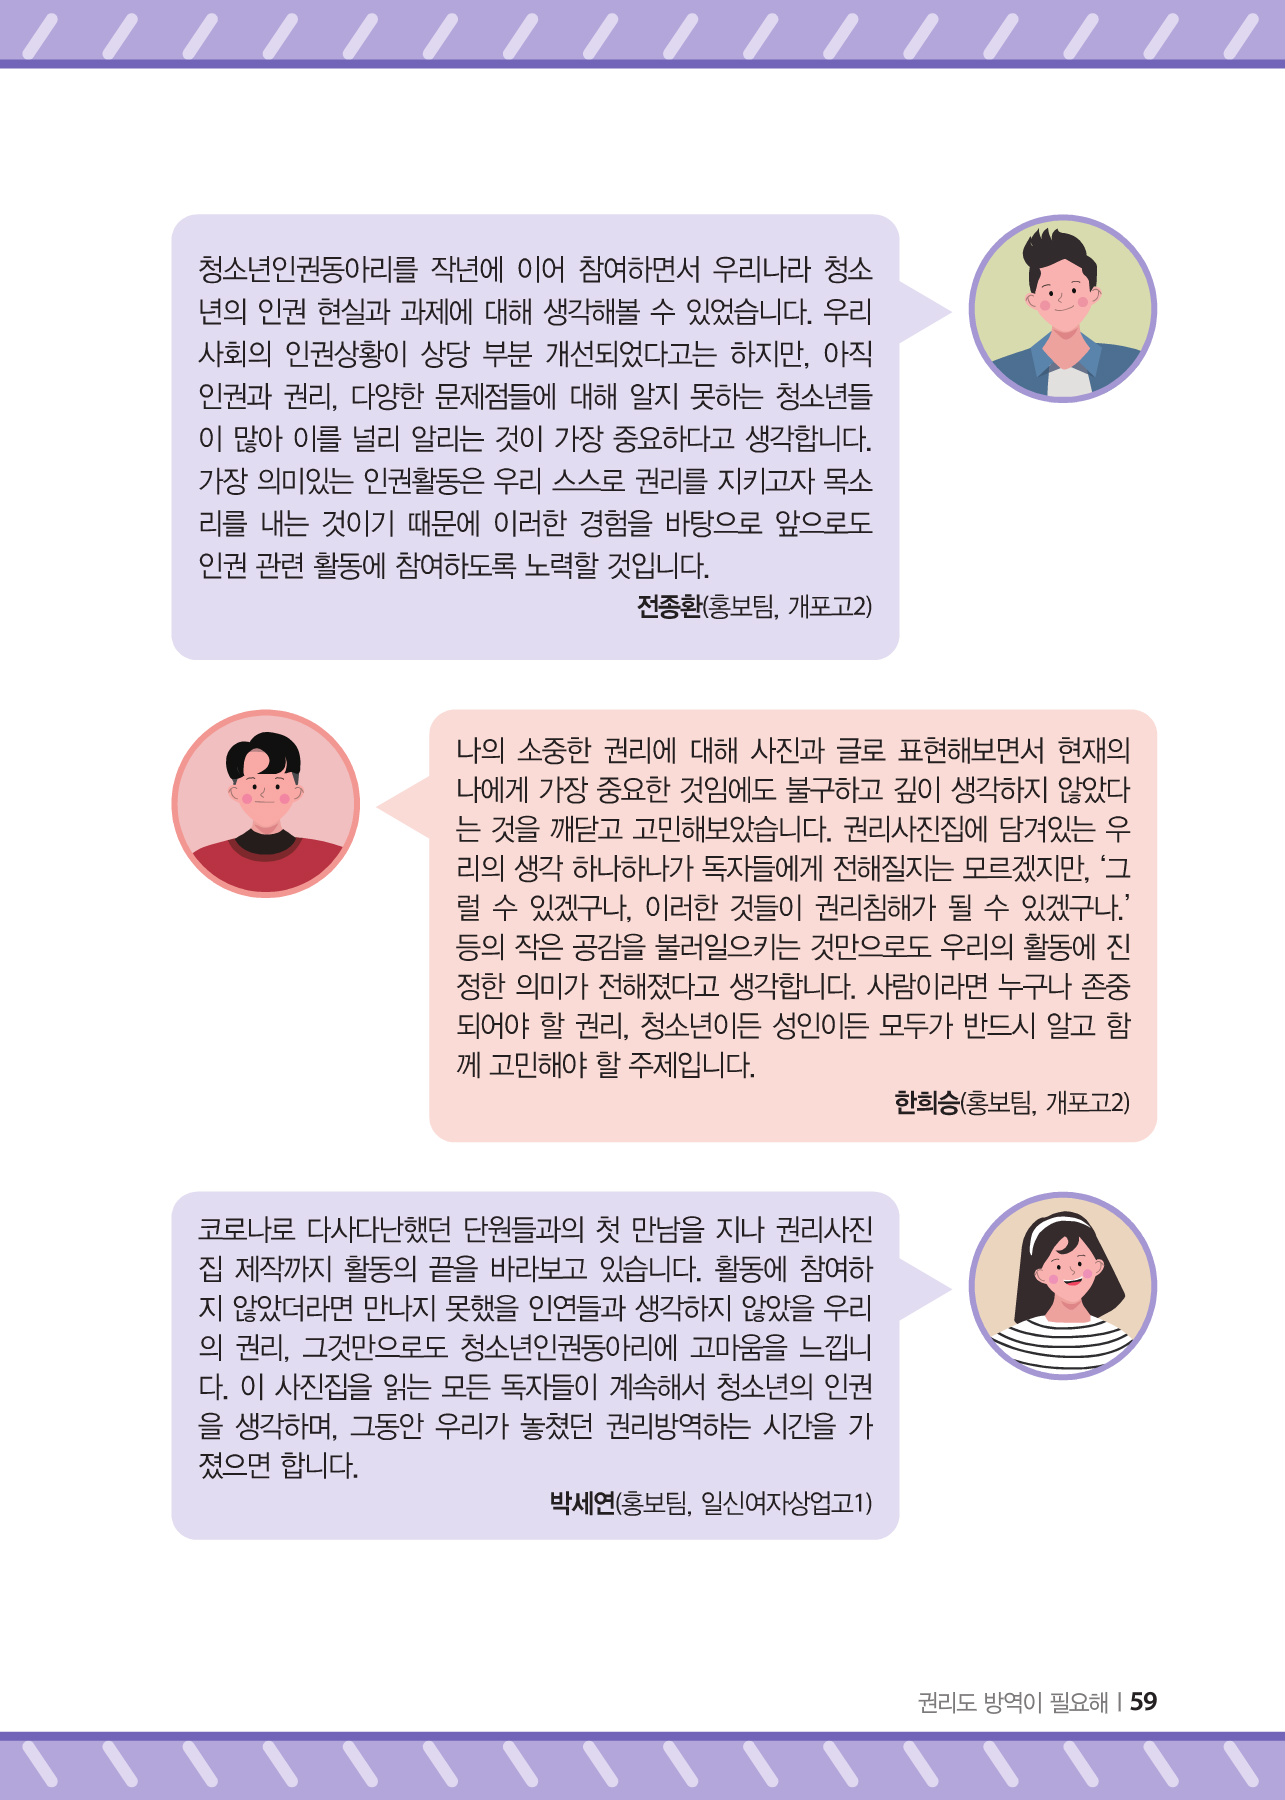 청소년인권동아리를 작년에 이어 참여하면서 우리나라 청소
년의 인권 현실과 과제에 대해 생각해볼 수 있었습니다. 우리
사회의 인권상황이 상당 부분 개선되었다고는 하지만, 아직
인권과 권리, 다양한 문제점들에 대해 알지 못하는 청소년들
이 많아 이를 널리 알리는 것이 가장 중요하다고 생각합니다.
가장 의미있는 인권활동은 우리 스스로 권리를 지키고자 목소
리를 내는 것이기 때문에 이러한 경험을 바탕으로 앞으로도
인권 관련 활동에 참여하도록 노력할 것입니다.
전종환(홍보팀, 개포고2)
나의 소중한 권리에 대해 사진과 글로 표현해보면서 현재의
나에게 가장 중요한 것임에도 불구하고 깊이 생각하지 않았다
는 것을 깨닫고 고민해보았습니다. 권리사진집에 담겨있는 우
리의 생각 하나하나가 독자들에게 전해질지는 모르겠지만, ‘그
럴 수 있겠구나, 이러한 것들이 권리침해가 될 수 있겠구나.’
등의 작은 공감을 불러일으키는 것만으로도 우리의 활동에 진
정한 의미가 전해졌다고 생각합니다. 사람이라면 누구나 존중
되어야 할 권리, 청소년이든 성인이든 모두가 반드시 알고 함
께 고민해야 할 주제입니다.
한희승(홍보팀, 개포고2)
코로나로 다사다난했던 단원들과의 첫 만남을 지나 권리사진
집 제작까지 활동의 끝을 바라보고 있습니다. 활동에 참여하
지 않았더라면 만나지 못했을 인연들과 생각하지 않았을 우리
의 권리, 그것만으로도 청소년인권동아리에 고마움을 느낍니
다. 이 사진집을 읽는 모든 독자들이 계속해서 청소년의 인권
을 생각하며, 그동안 우리가 놓쳤던 권리방역하는 시간을 가
졌으면 합니다.
박세연(홍보팀, 일신여자상업고1)
권리도 방역이 필요해 | 59